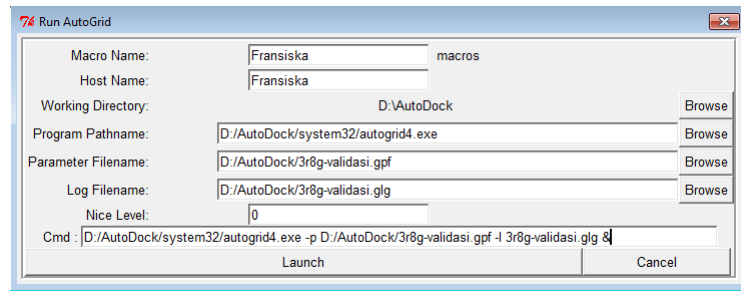 Run AutoGrid
Macro Name: Fransiska macros
Host Name: Fransiska
Working Directory: D:\AutoDock Browse
Program Pathname: D:/AutoDock/system32/autogrid4.exe Browse
Parameter Filename: D:/AutoDock/3r8g-validasi.gpf Browse
Log Filename: D:/AutoDock/3r8g-validasi.glg Browse
Nice Level: 0
Cmd : D:/AutoDock/system32/autogrid4.exe -p D:/AutoDock/3r8g-validasi.gpf -l 3r8g-validasi.glg &
Launch Cancel